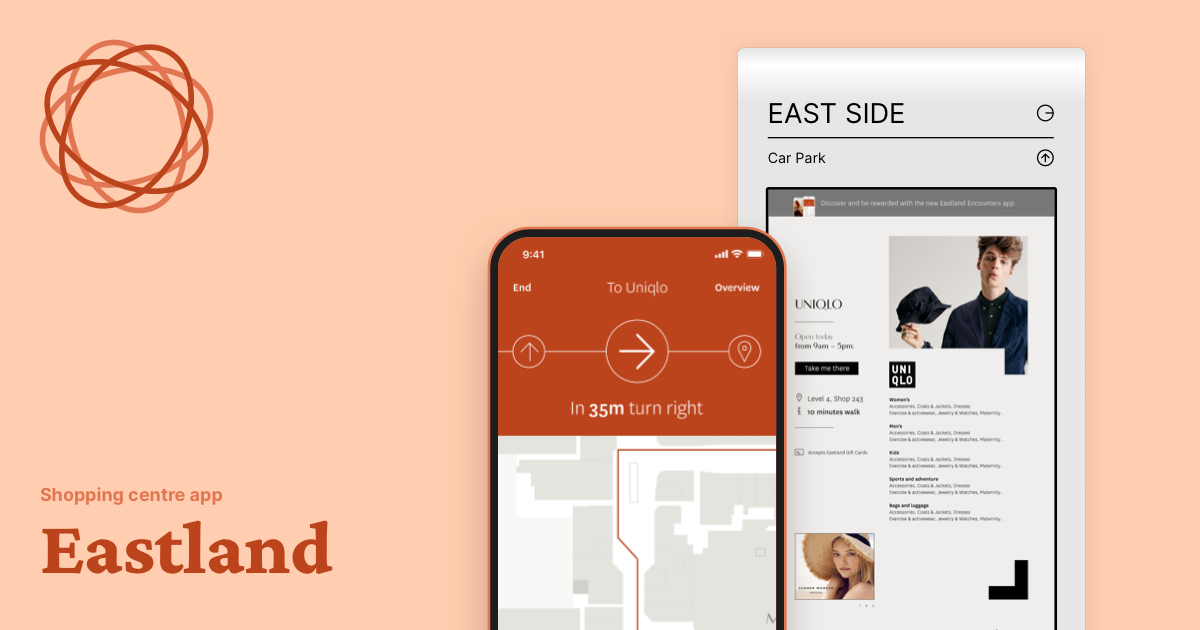 EAST SIDE
Car Park
Discover and be rewarded with the new Eastland Encounters app.
9:41
End
To Uniqlo
Overview
In 35m turn right
UNIQLO
Open today
from 9am – 5pm.
Take me there
Level 4, Shop 243
10 minutes walk
Accepts Eastland Gift Cards
UNI
QLO
Women's
Accessories, Coats & Jackets, Dresses
Exercise & activewear, Jewelry & Watches, Maternity...
Men's
Accessories, Coats & Jackets, Dresses
Exercise & activewear, Jewelry & Watches, Maternity...
Kids
Accessories, Coats & Jackets, Dresses
Exercise & activewear, Jewelry & Watches, Maternity...
Sports and adventure
Accessories, Coats & Jackets, Dresses
Exercise & activewear, Jewelry & Watches, Maternity...
Bags and luggage
Accessories, Coats & Jackets, Dresses
Exercise & activewear, Jewelry & Watches, Maternity...
SUMMER WONDER
1 2 3
Shopping centre app
Eastland